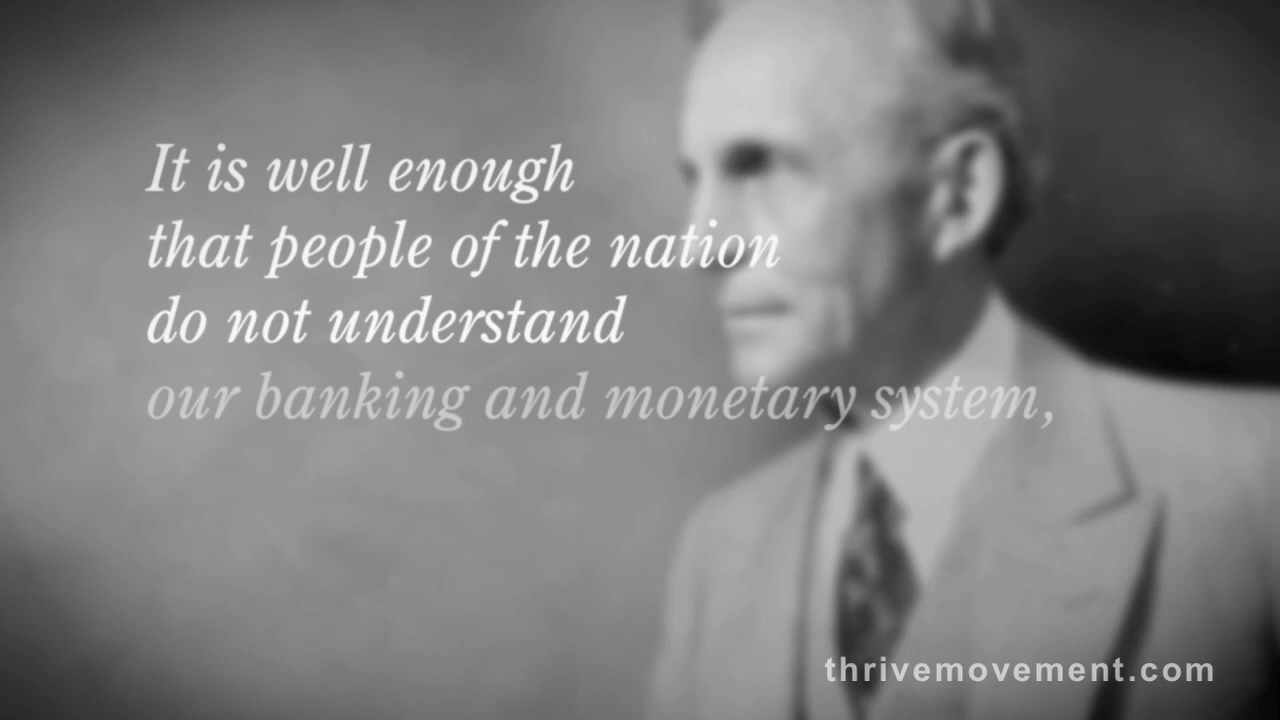 It is well enough
that people of the nation
do not understand
our banking and monetary system,
thrivemovement.com